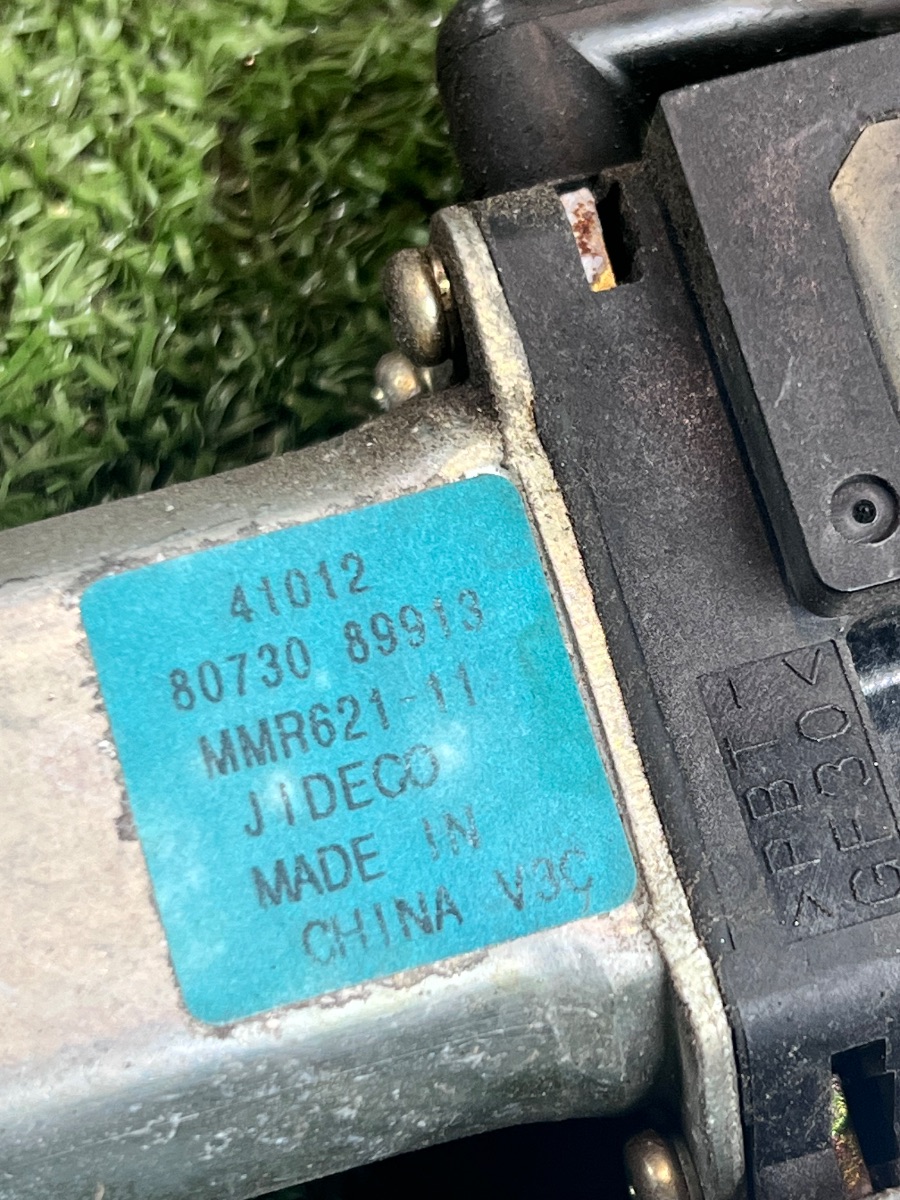 41012
80730 89913
MMR621-11
JIDECO
MADE IN
CHINA V3C
>PBT-
GF30<